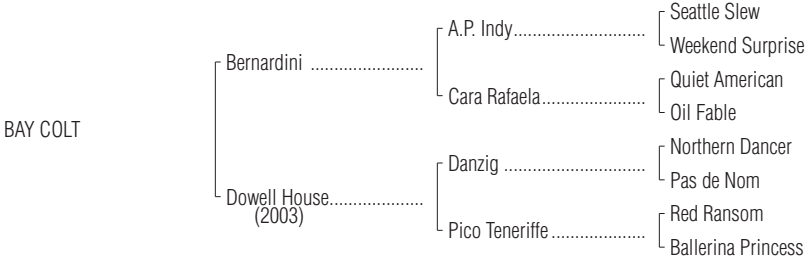 Seattle Slew
A.P. Indy..........................
Weekend Surprise
Bernardini ......................
Quiet American
Cara Rafaela....................
Oil Fable
BAY COLT
Northern Dancer
Danzig ...........................
Pas de Nom
Dowell House..................
(2003)
Red Ransom
Pico Teneriffe ..................
Ballerina Princess